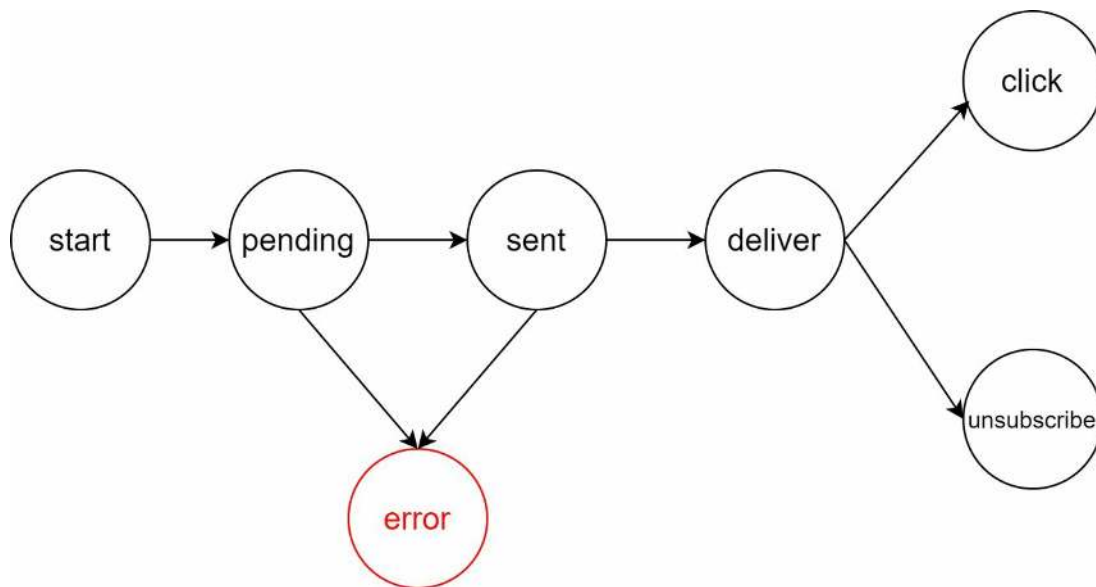 click
start
pending
sent
deliver
unsubscribe
error